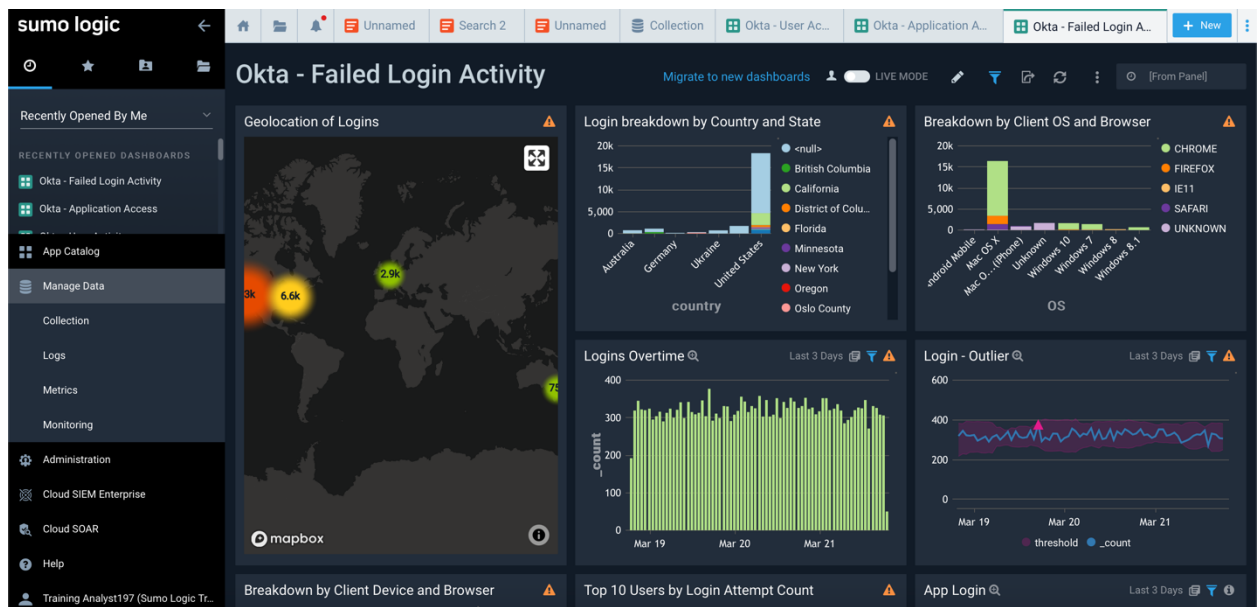 sumo logic
Unnamed
Search 2
Unnamed
Collection
Okta - User Ac...
Okta - Application A...
Okta - Failed Login A...
+ New
Okta - Failed Login Activity
Migrate to new dashboards
LIVE MODE
[From Panel]
Recently Opened By Me
RECENTLY OPENED DASHBOARDS
Okta - Failed Login Activity
Okta - Application Access
App Catalog
Manage Data
Collection
Logs
Metrics
Monitoring
Administration
Cloud SIEM Enterprise
Cloud SOAR
Help
Training Analyst197 (Sumo Logic Tr...
Geolocation of Logins
3k
6.6k
2.9k
75
mapbox
Login breakdown by Country and State
20k
15k
10k
5,000
0
Australia
Germany
Ukraine
United States
country
<null>
British Columbia
California
District of Colu...
Florida
Minnesota
New York
Oregon
Oslo County
Breakdown by Client OS and Browser
20k
15k
10k
5,000
0
ndroid Mobile
Mac OS X
Mac O...(iPhone)
Unknown
Windows 10
Windows 7
Windows 8
Windows 8.1
OS
CHROME
FIREFOX
IE11
SAFARI
UNKNOWN
Logins Overtime
Last 3 Days
400
300
200
100
0
_count
Mar 19
Mar 20
Mar 21
Login - Outlier
Last 3 Days
600
400
200
0
Mar 19
Mar 20
Mar 21
threshold
_count
Breakdown by Client Device and Browser
Top 10 Users by Login Attempt Count
App Login
Last 3 Days